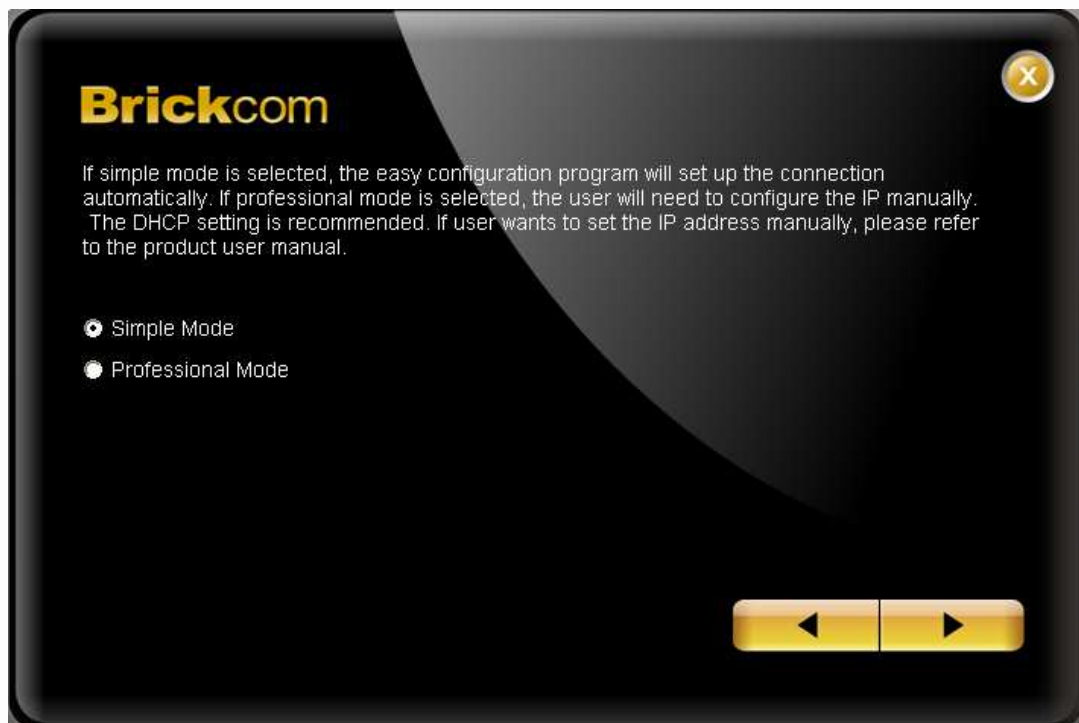 Brickcom
X
If simple mode is selected, the easy configuration program will set up the connection
automatically. If professional mode is selected, the user will need to configure the IP manually.
The DHCP setting is recommended. If user wants to set the IP address manually, please refer
to the product user manual.
Simple Mode
Professional Mode